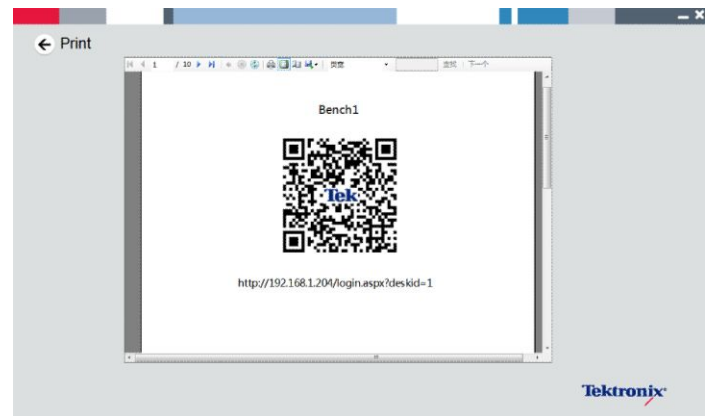 Print
1 / 10 页宽 查找 下一个
Bench1
Tek
http://192.168.1.204/login.aspx?deskid=1
Tektronix